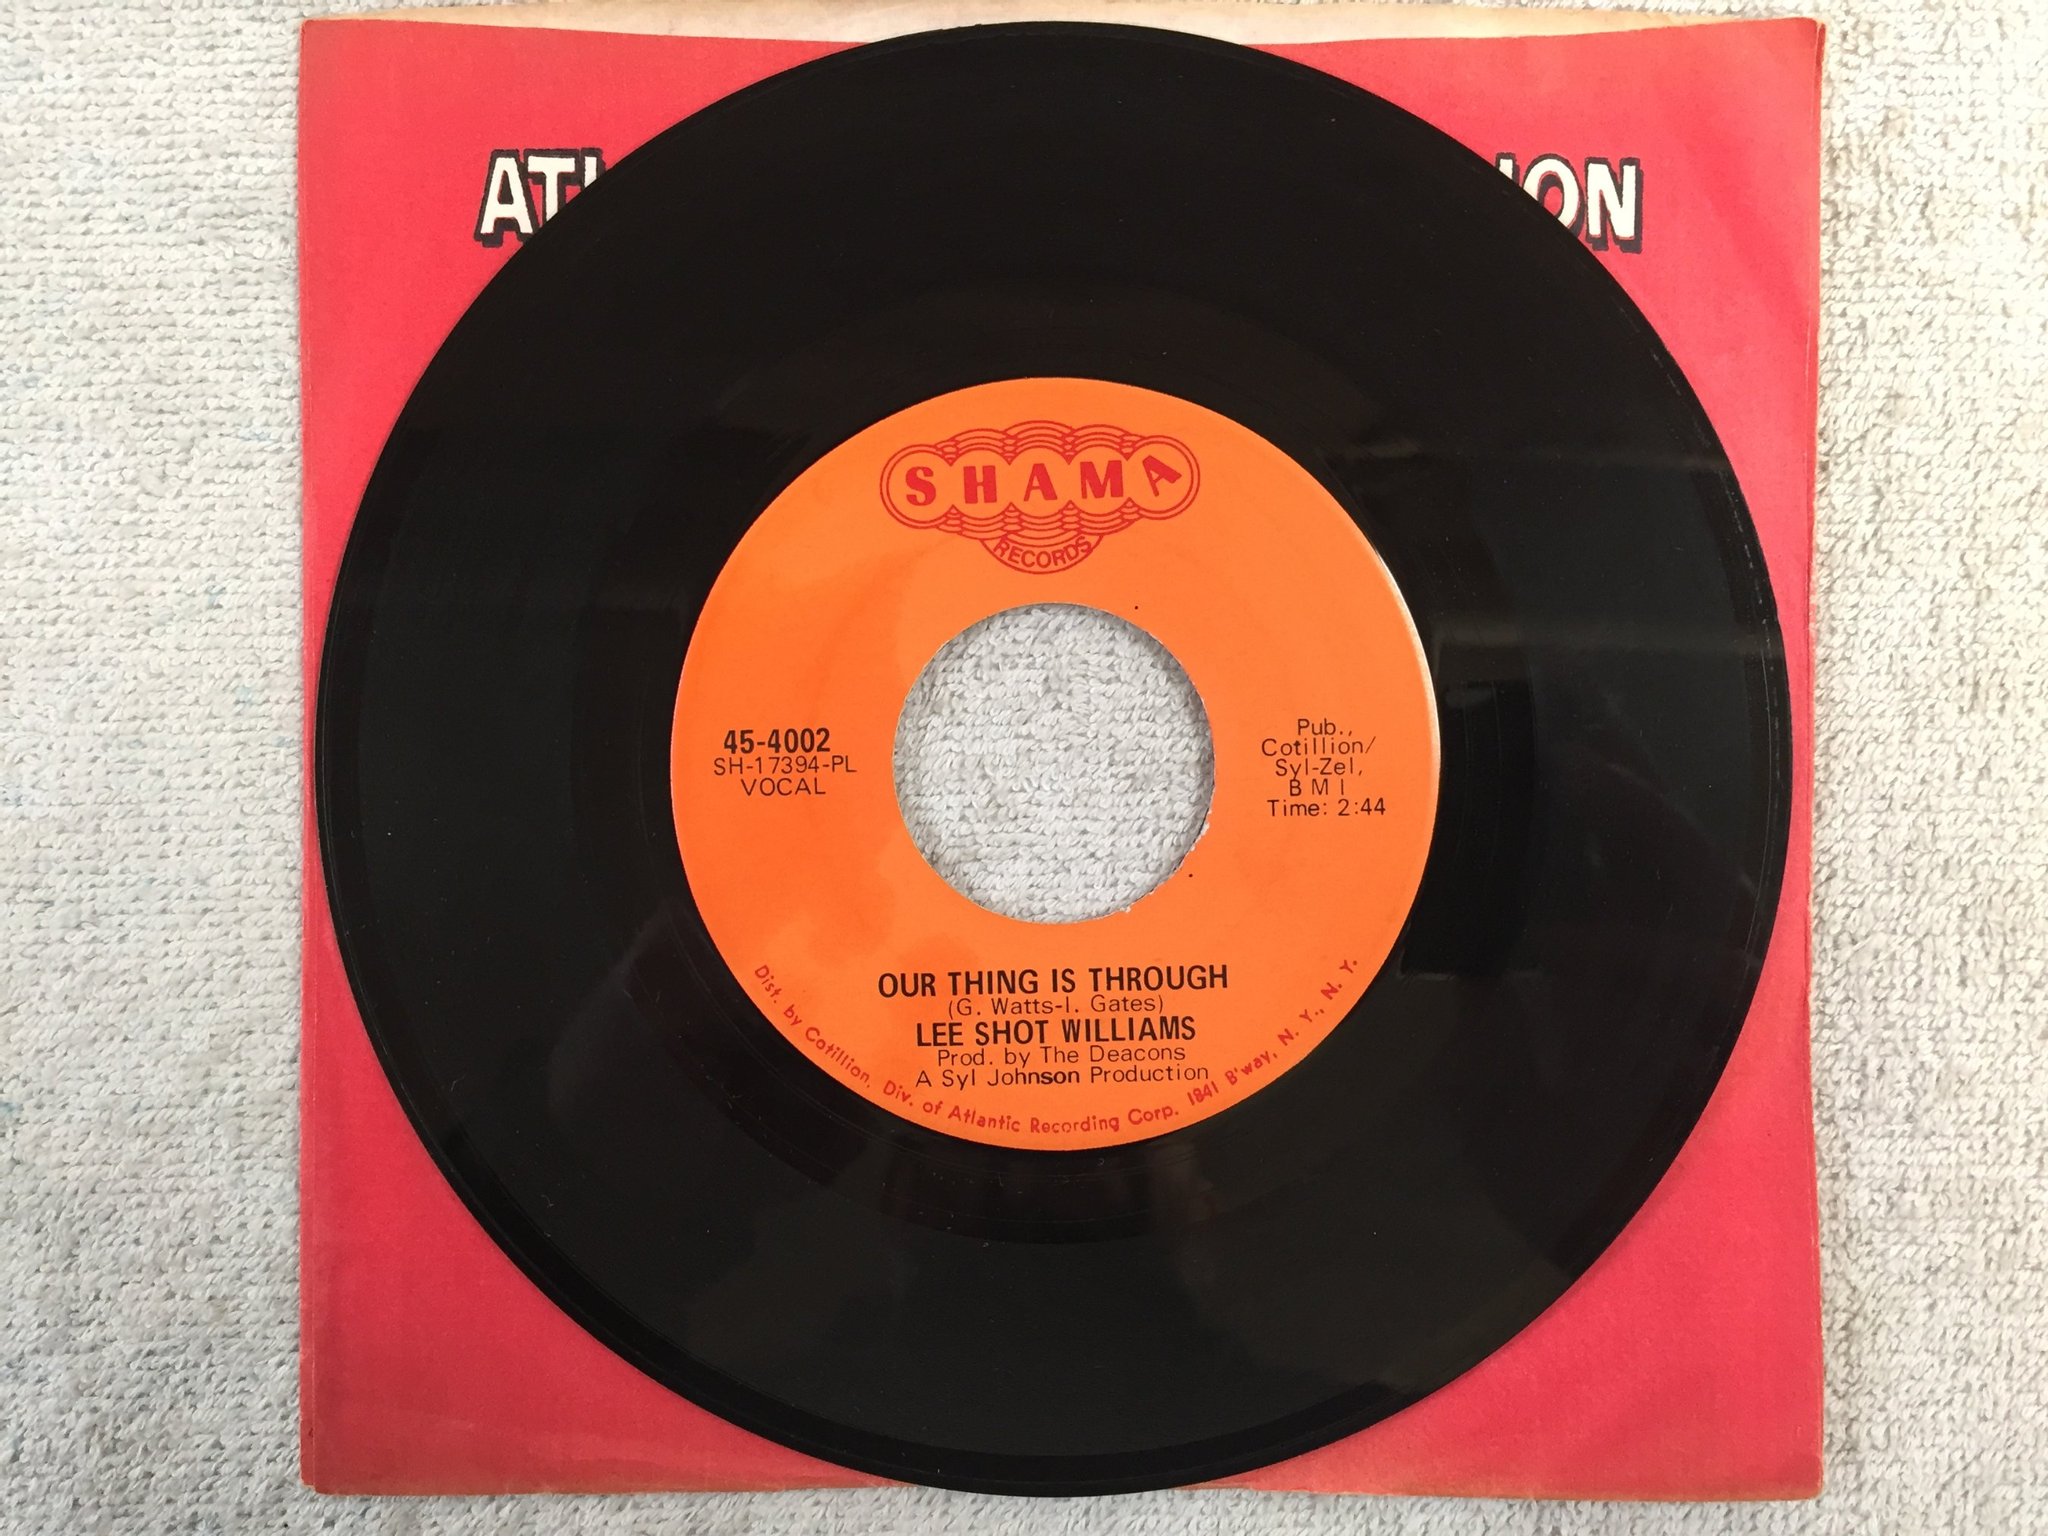 SHAMA
RECORDS
45-4002
SH-17394-PL
VOCAL
Pub.,
Cotillion/
Syl-Zel,
BMI
Time: 2:44
OUR THING IS THROUGH
(G. Watts-I. Gates)
LEE SHOT WILLIAMS
Prod. by The Deacons
A Syl Johnson Production
Dist. by Cotillion, Div. of Atlantic Recording Corp. 1841 B'way, N. Y., N. Y.